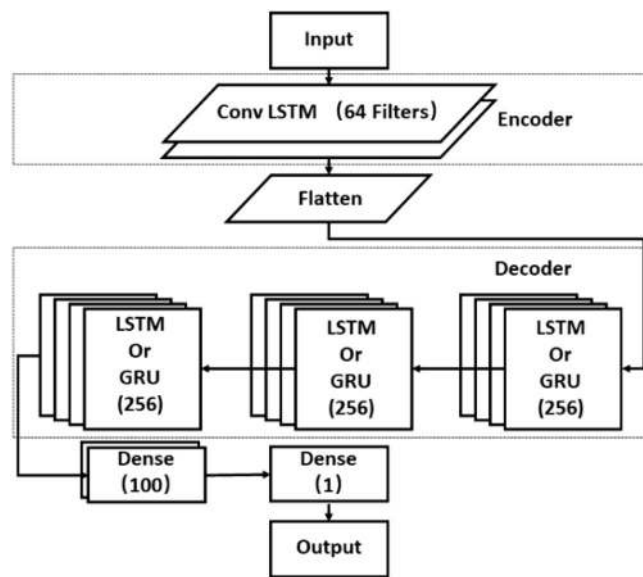 Input
Conv LSTM (64 Filters)
Encoder
Flatten
Decoder
LSTM
Or
GRU
(256)
LSTM
Or
GRU
(256)
LSTM
Or
GRU
(256)
Dense
(100)
Dense
(1)
Output